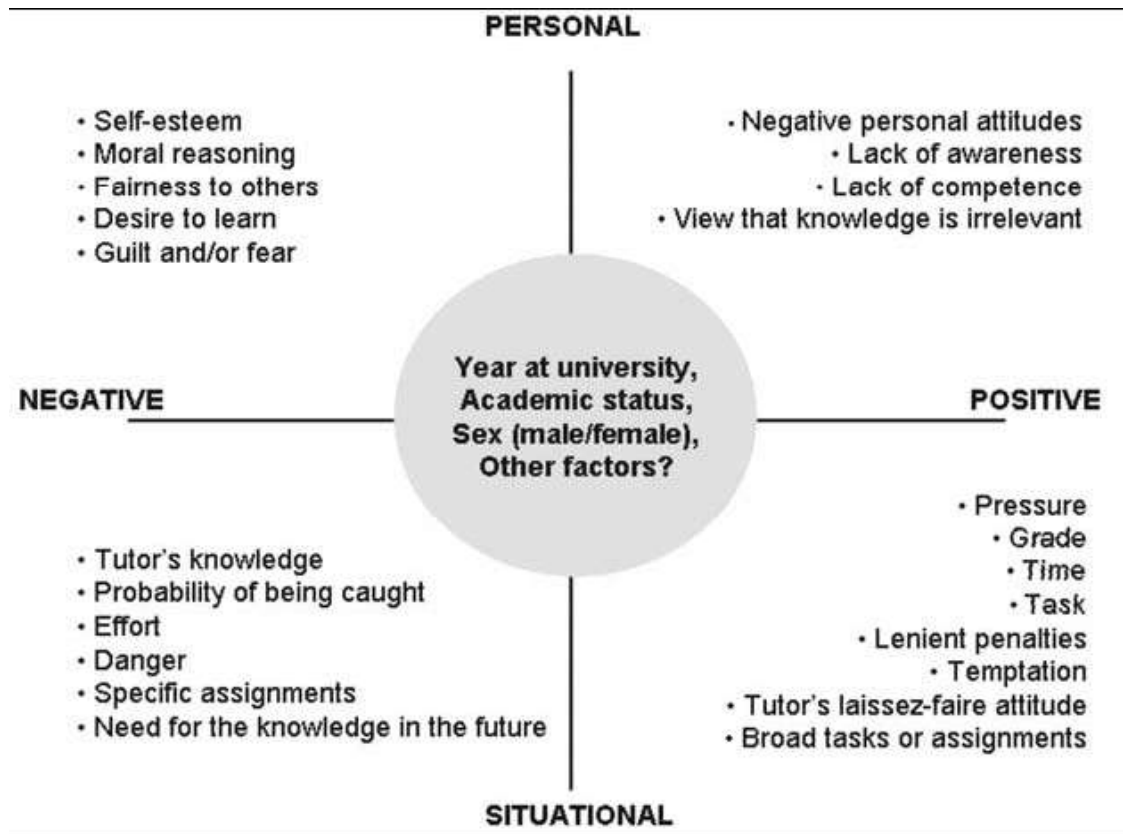 PERSONAL
• Self-esteem
• Moral reasoning
• Fairness to others
• Desire to learn
• Guilt and/or fear
• Negative personal attitudes
• Lack of awareness
• Lack of competence
• View that knowledge is irrelevant
NEGATIVE
Year at university,
Academic status,
Sex (male/female),
Other factors?
POSITIVE
• Tutor's knowledge
• Probability of being caught
• Effort
• Danger
• Specific assignments
• Need for the knowledge in the future
• Pressure
• Grade
• Time
• Task
• Lenient penalties
• Temptation
• Tutor's laissez-faire attitude
• Broad tasks or assignments
SITUATIONAL